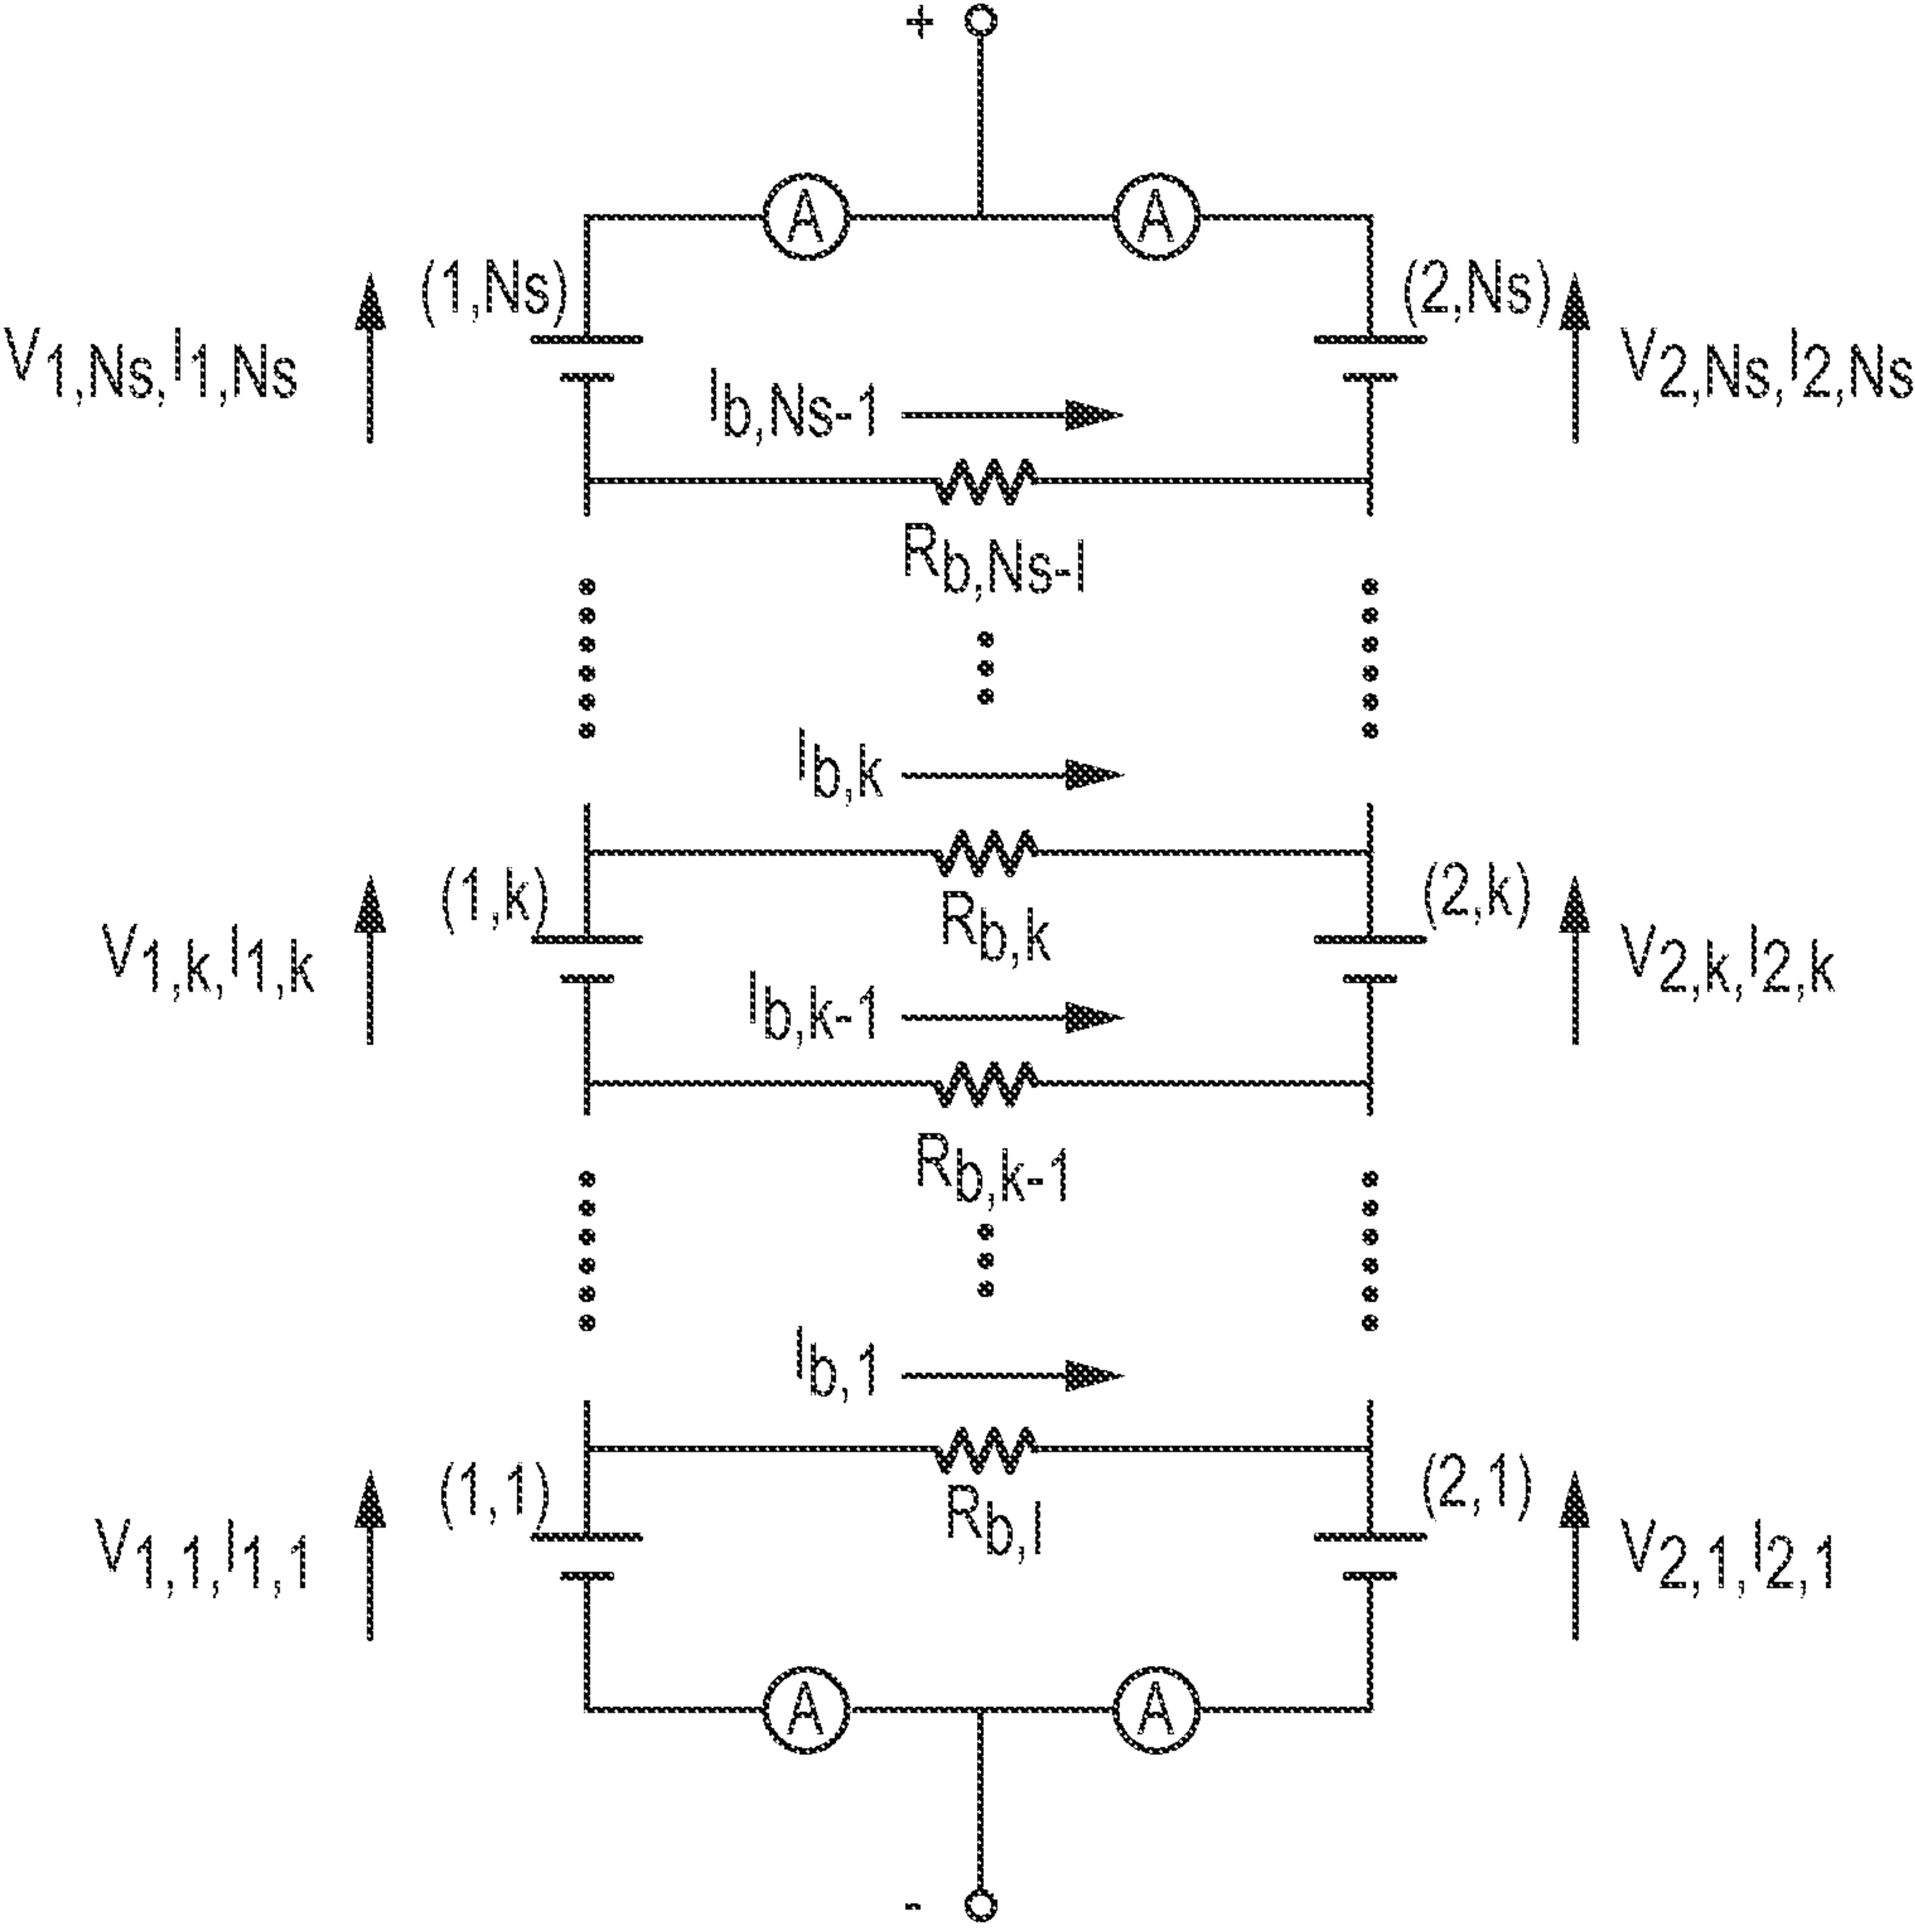 +
A A
(1,Ns) (2,Ns)
V1,Ns,I1,Ns V2,Ns,I2,Ns
Ib,Ns-1
Rb,Ns-I
Ib,k
(1,k) (2,k)
Rb,k
V1,k,I1,k V2,k,I2,k
Ib,k-1
Rb,k-1
Ib,1
(1,1) (2,1)
Rb,I
V1,1,I1,1 V2,1,I2,1
A A
-